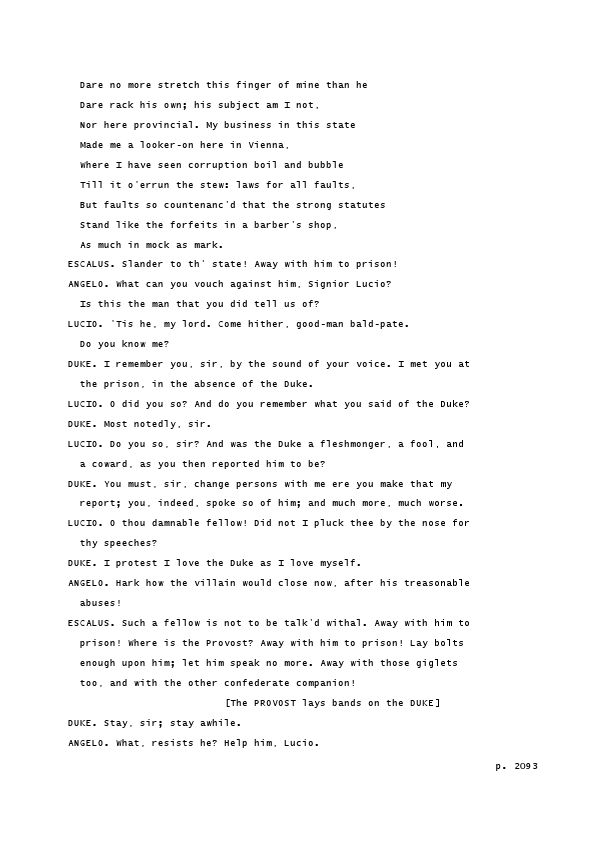 Dare no more stretch this finger of mine than he
Dare rack his own; his subject am I not,
Nor here provincial. My business in this state
Made me a looker-on here in Vienna,
Where I have seen corruption boil and bubble
Till it o'errun the stew: laws for all faults,
But faults so countenanc'd that the strong statutes
Stand like the forfeits in a barber's shop,
As much in mock as mark.
ESCALUS. Slander to th' state! Away with him to prison!
ANGELO. What can you vouch against him, Signior Lucio?
Is this the man that you did tell us of?
LUCIO. 'Tis he, my lord. Come hither, good-man bald-pate.
Do you know me?
DUKE. I remember you, sir, by the sound of your voice. I met you at
the prison, in the absence of the Duke.
LUCIO. O did you so? And do you remember what you said of the Duke?
DUKE. Most notedly, sir.
LUCIO. Do you so, sir? And was the Duke a fleshmonger, a fool, and
a coward, as you then reported him to be?
DUKE. You must, sir, change persons with me ere you make that my
report; you, indeed, spoke so of him; and much more, much worse.
LUCIO. O thou damnable fellow! Did not I pluck thee by the nose for
thy speeches?
DUKE. I protest I love the Duke as I love myself.
ANGELO. Hark how the villain would close now, after his treasonable
abuses!
ESCALUS. Such a fellow is not to be talk'd withal. Away with him to
prison! Where is the Provost? Away with him to prison! Lay bolts
enough upon him; let him speak no more. Away with those giglets
too, and with the other confederate companion!
[The PROVOST lays bands on the DUKE]
DUKE. Stay, sir; stay awhile.
ANGELO. What, resists he? Help him, Lucio.
p. 2093